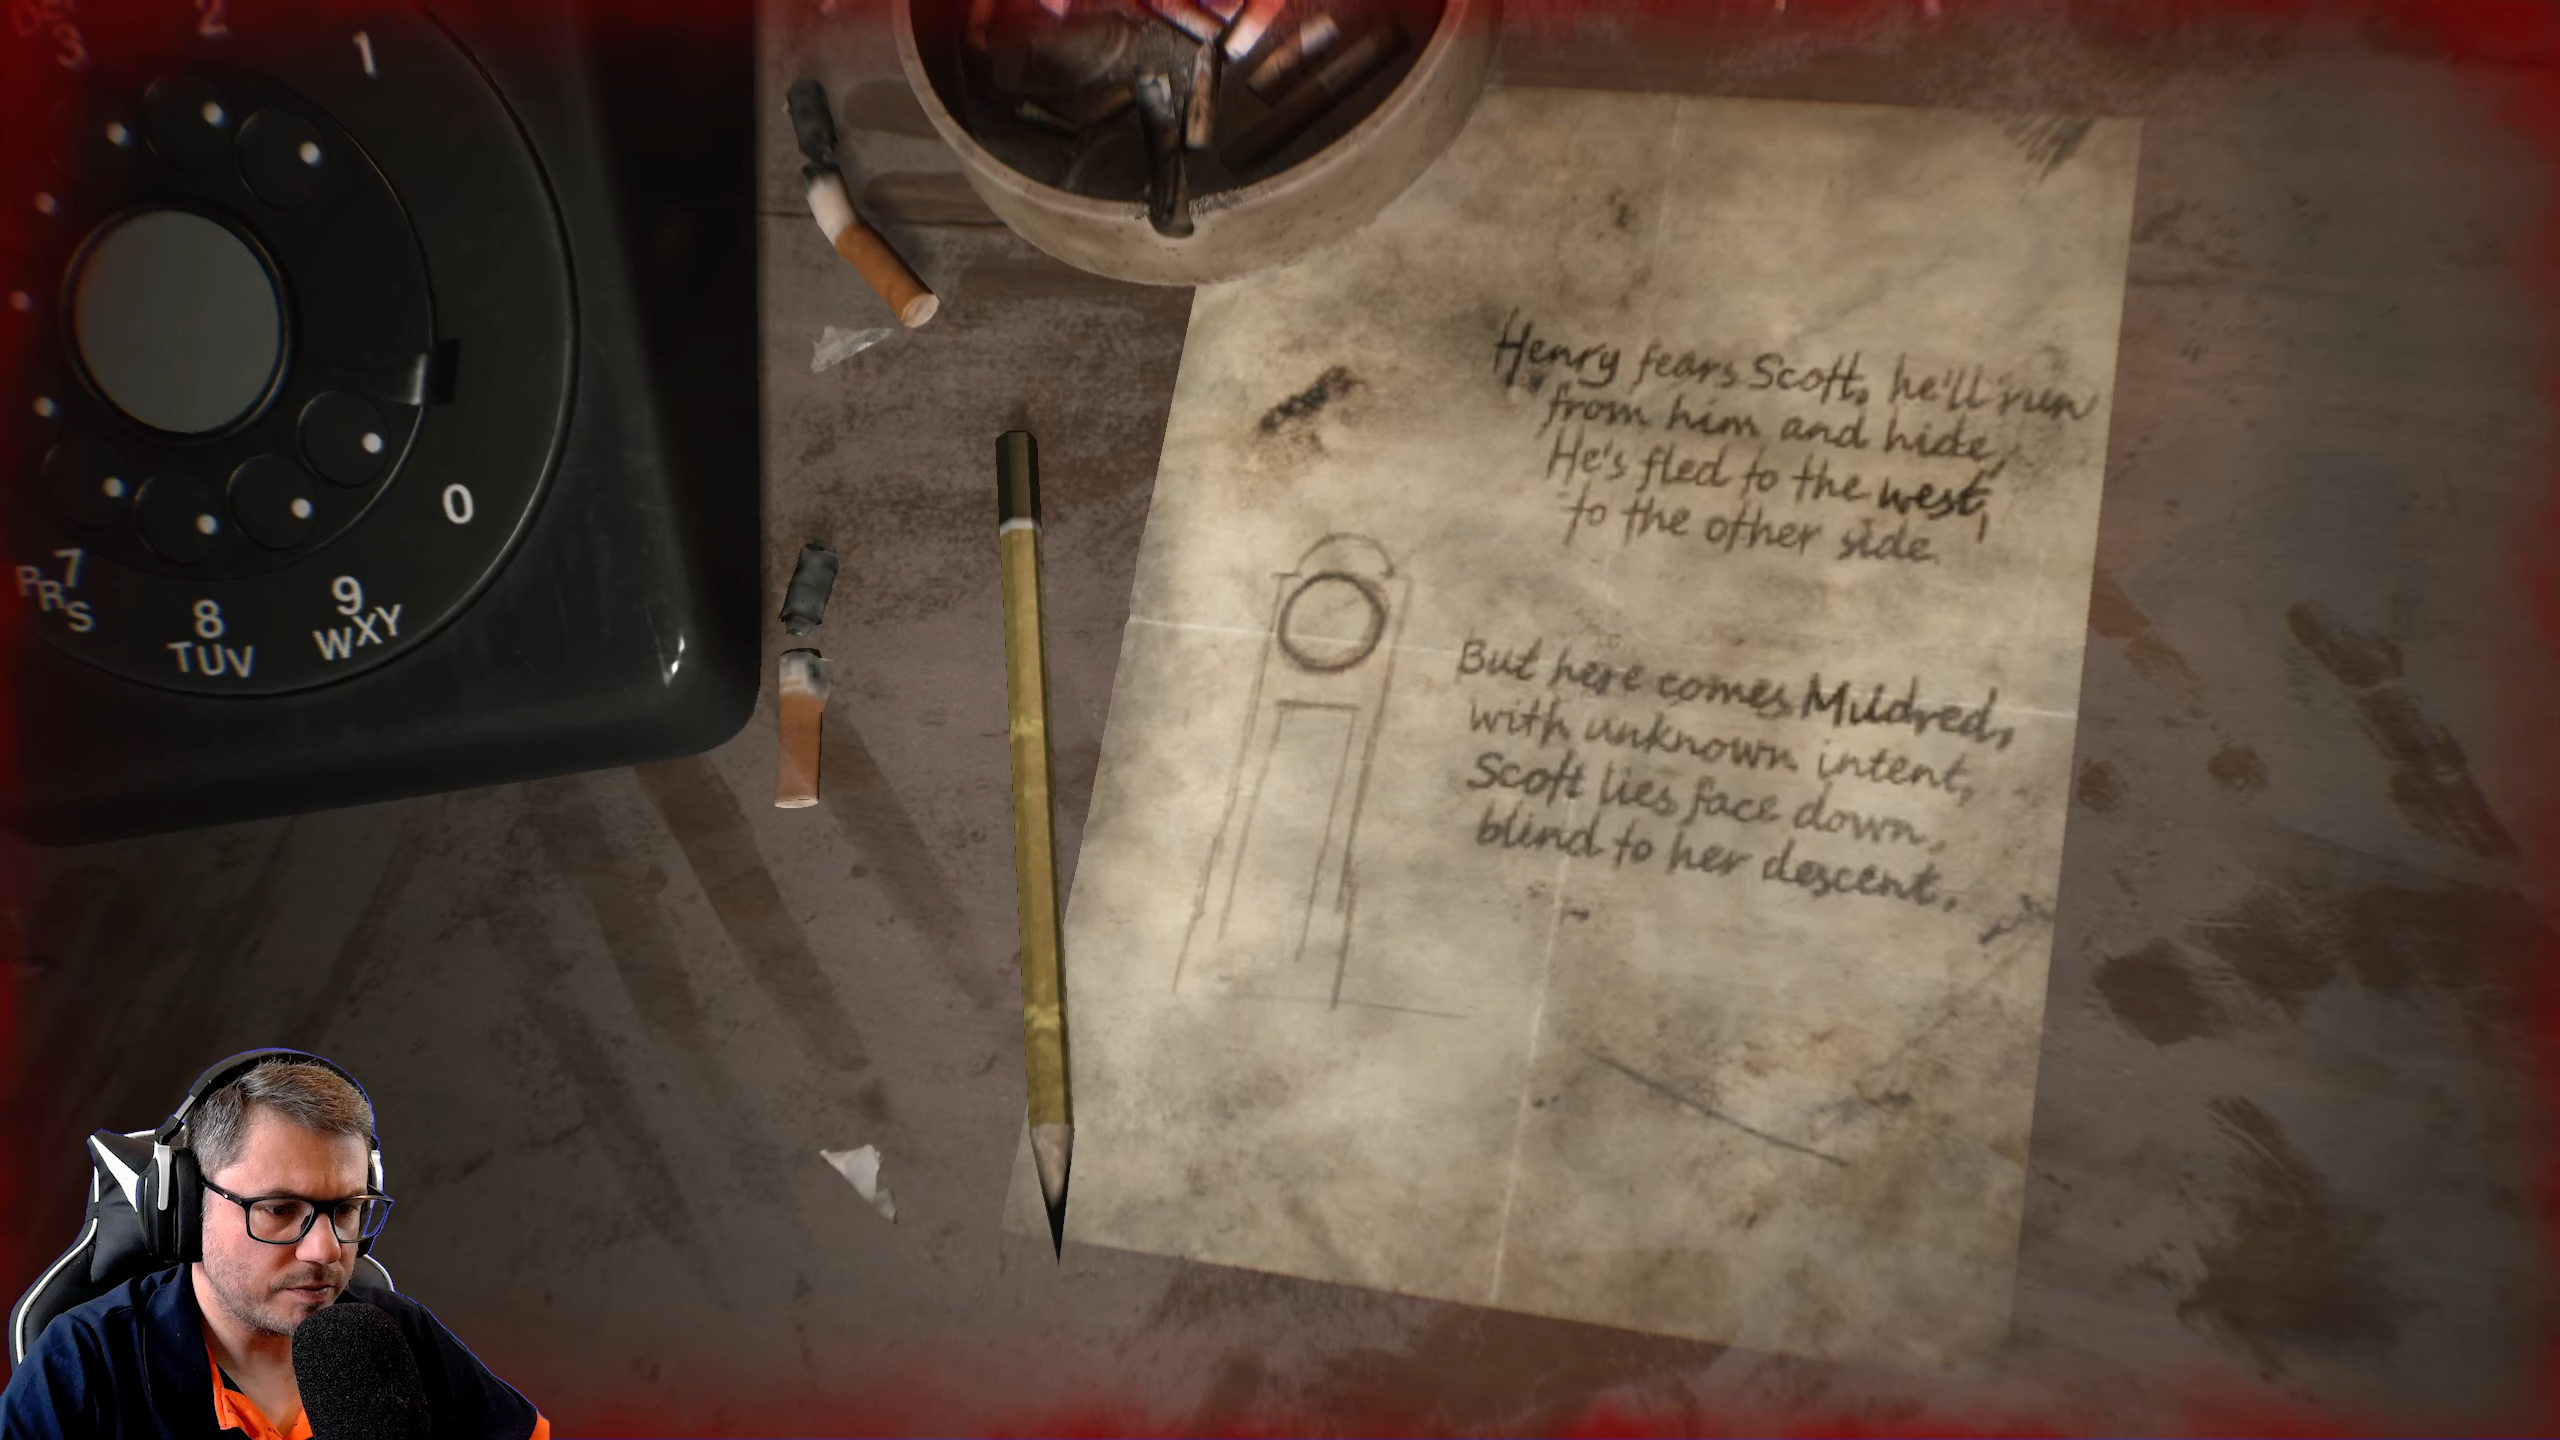 2
3
1
0
7
PRS
8
TUV
9
WXY
Henry fears Scott, he'll run
from him and hide,
He's fled to the west,
to the other side.
But here comes Mildred,
with unknown intent,
Scott lies face down,
blind to her descent.